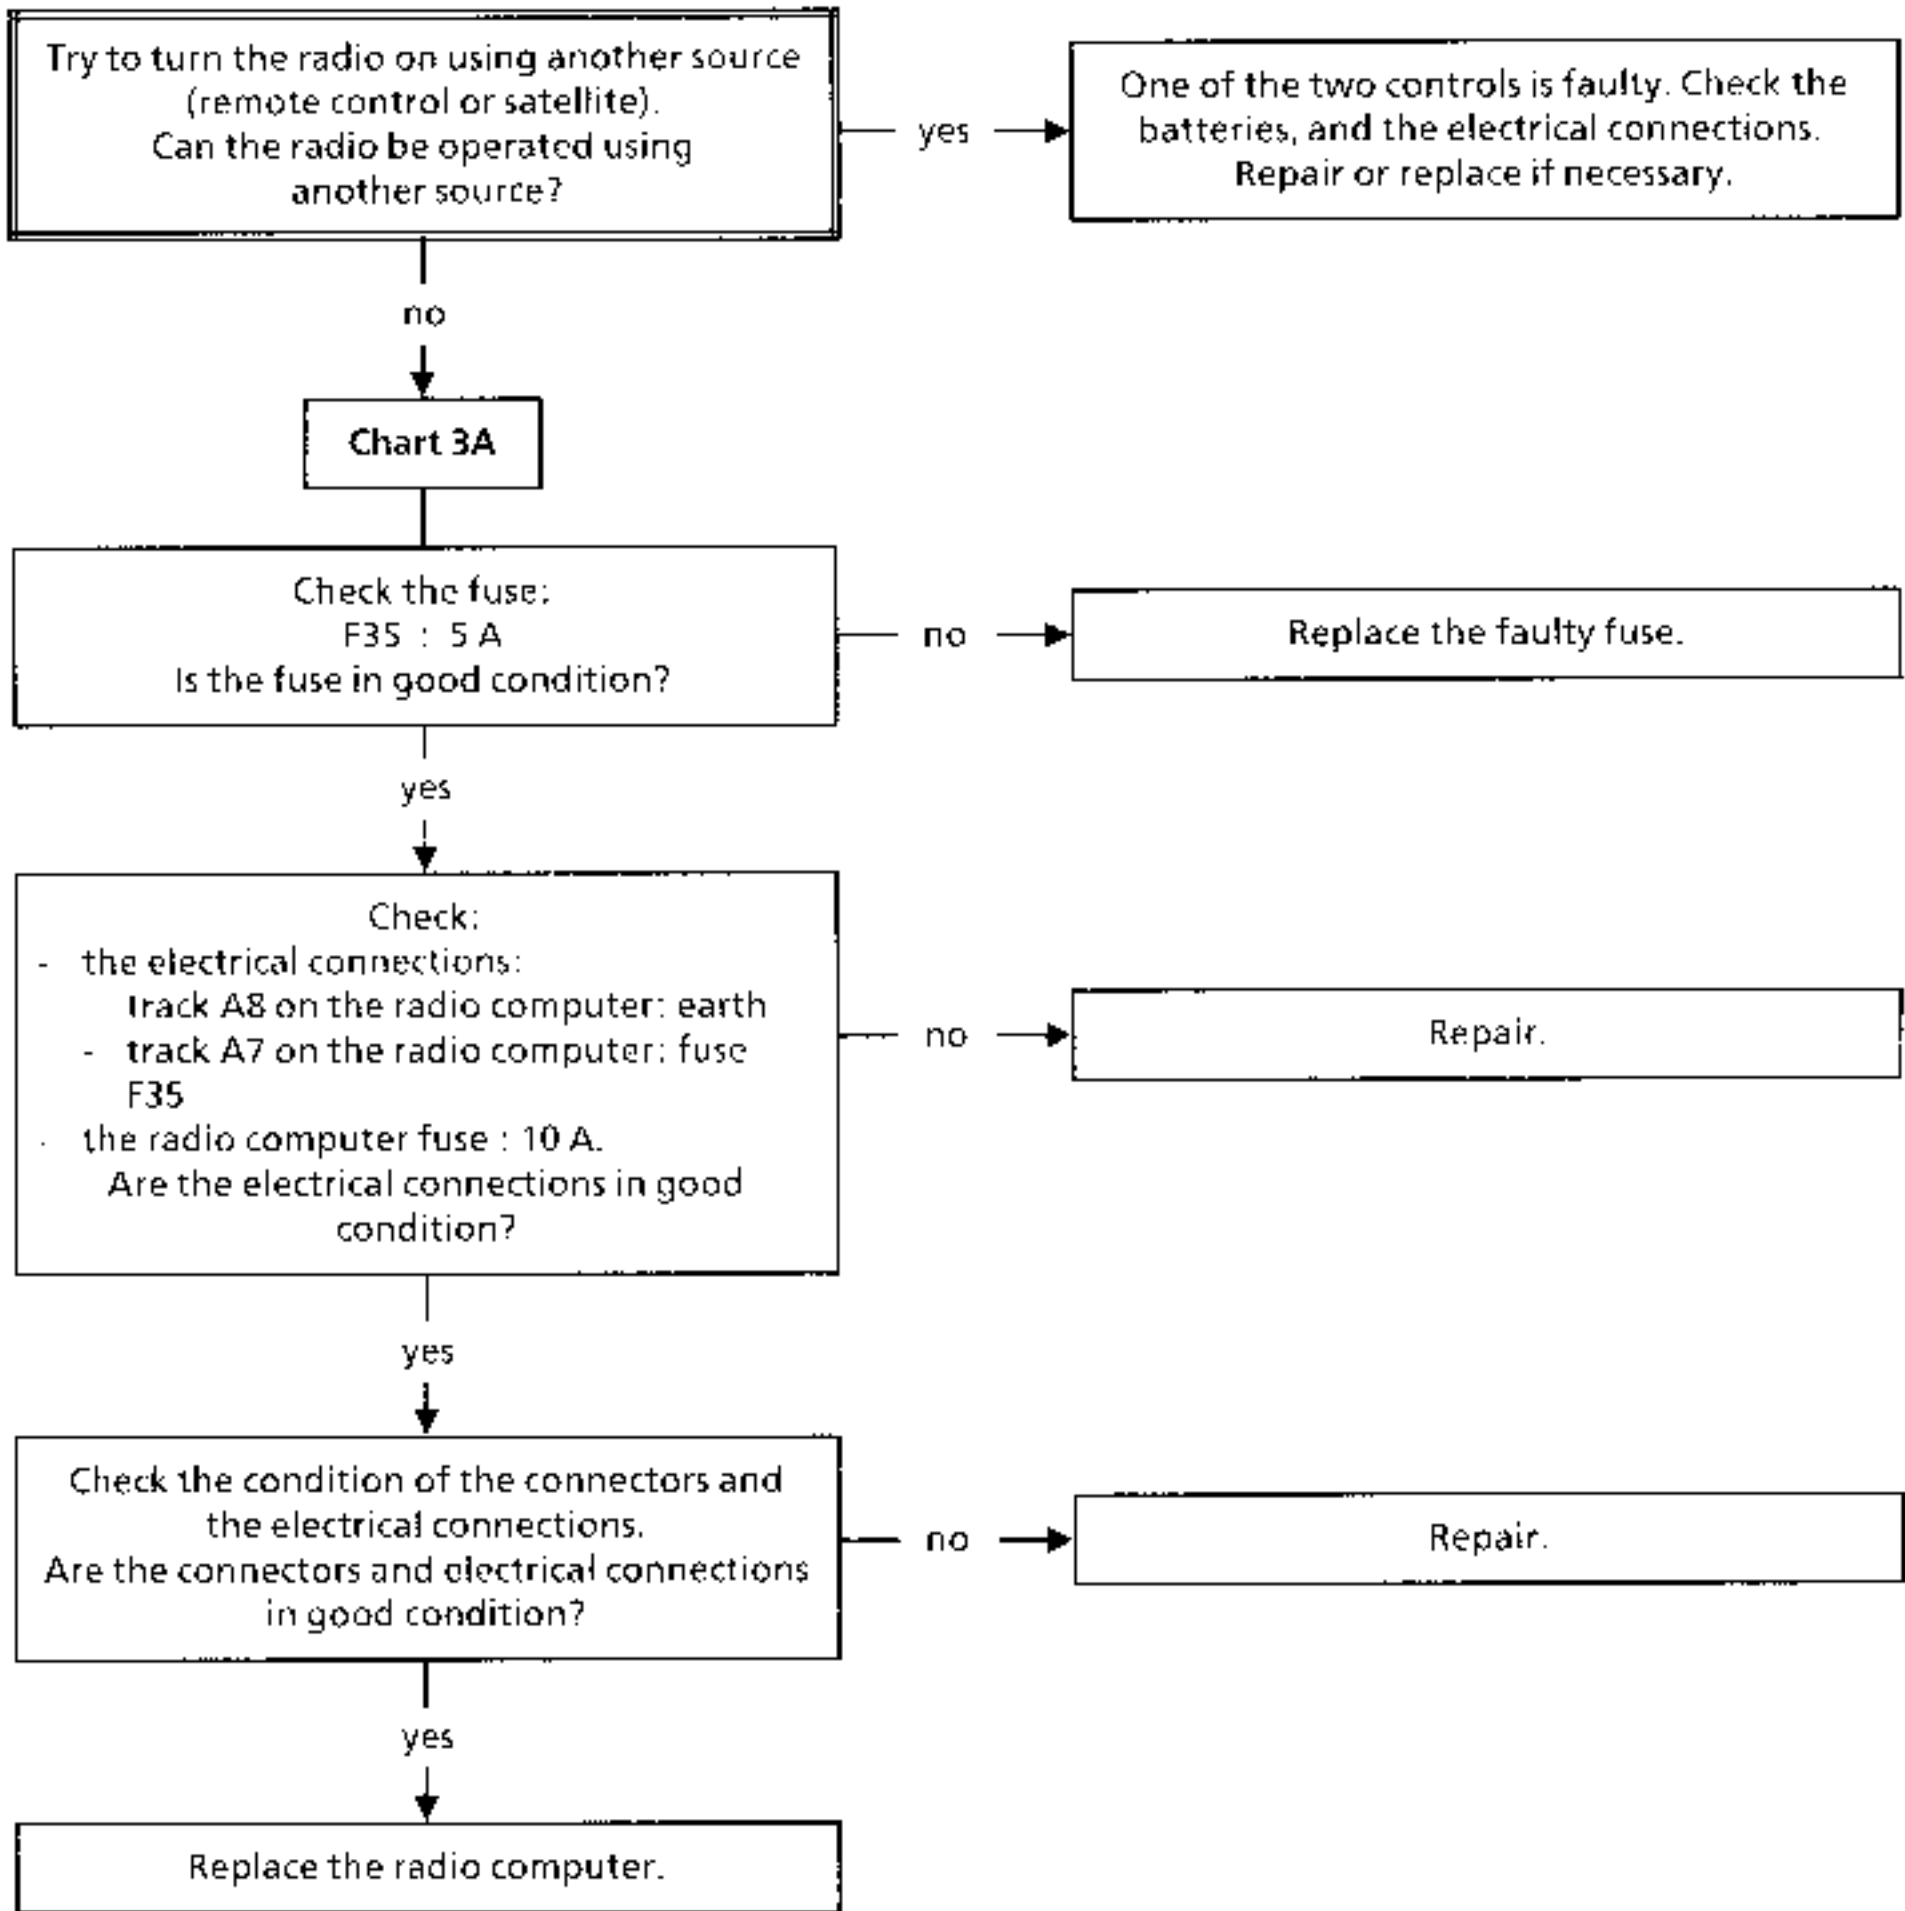 Try to turn the radio on using another source
(remote control or satellite).
Can the radio be operated using
another source?
yes
One of the two controls is faulty. Check the
batteries, and the electrical connections.
Repair or replace if necessary.
no
Chart 3A
Check the fuse:
F35 : 5 A
Is the fuse in good condition?
no
Replace the faulty fuse.
yes
Check:
- the electrical connections:
track A8 on the radio computer: earth
- track A7 on the radio computer: fuse
F35
- the radio computer fuse : 10 A.
Are the electrical connections in good
condition?
no
Repair.
yes
Check the condition of the connectors and
the electrical connections.
Are the connectors and electrical connections
in good condition?
no
Repair.
yes
Replace the radio computer.